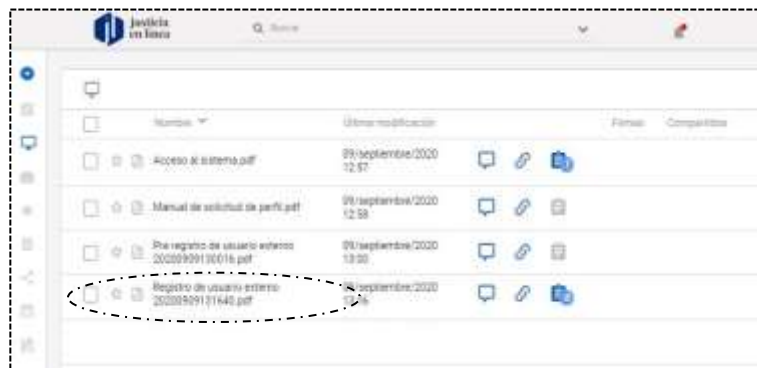 Justicia
en línea
Buscar
Nombre Última modificación Firmas Compartidos
Acceso al sistema.pdf 09/septiembre/2020
12:57
Manual de solicitud de perfil.pdf 09/septiembre/2020
12:58
Pre registro de usuario externo 09/septiembre/2020
20200909130016.pdf 13:00
Registro de usuario externo 09/septiembre/2020
20200909131640.pdf